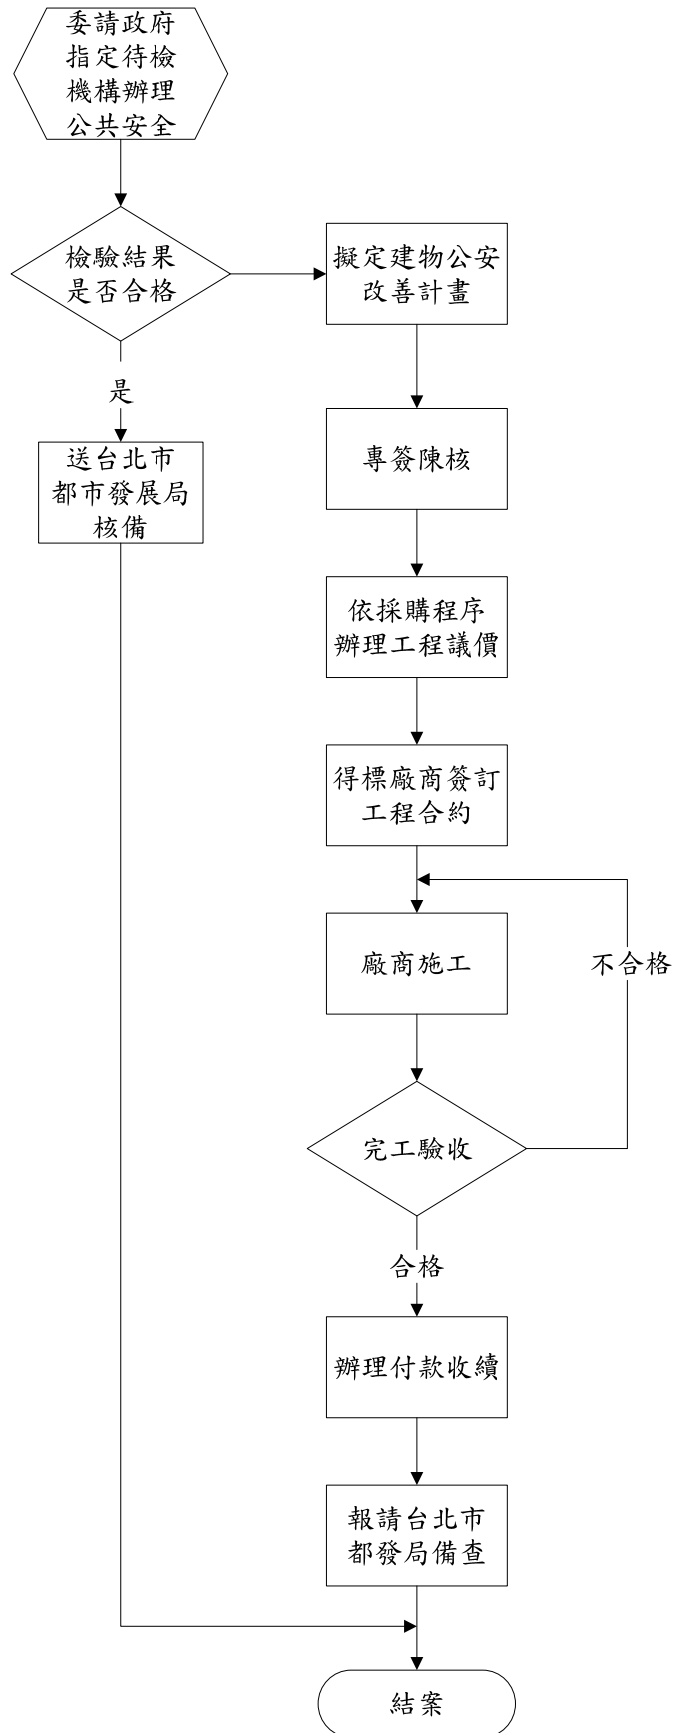 委請政府
指定待檢
機構辦理
公共安全
檢驗結果
是否合格
是
送台北市
都市發展局
核備
擬定建物公安
改善計畫
專簽陳核
依採購程序
辦理工程議價
得標廠商簽訂
工程合約
廠商施工
不合格
完工驗收
合格
辦理付款收續
報請台北市
都發局備查
結案